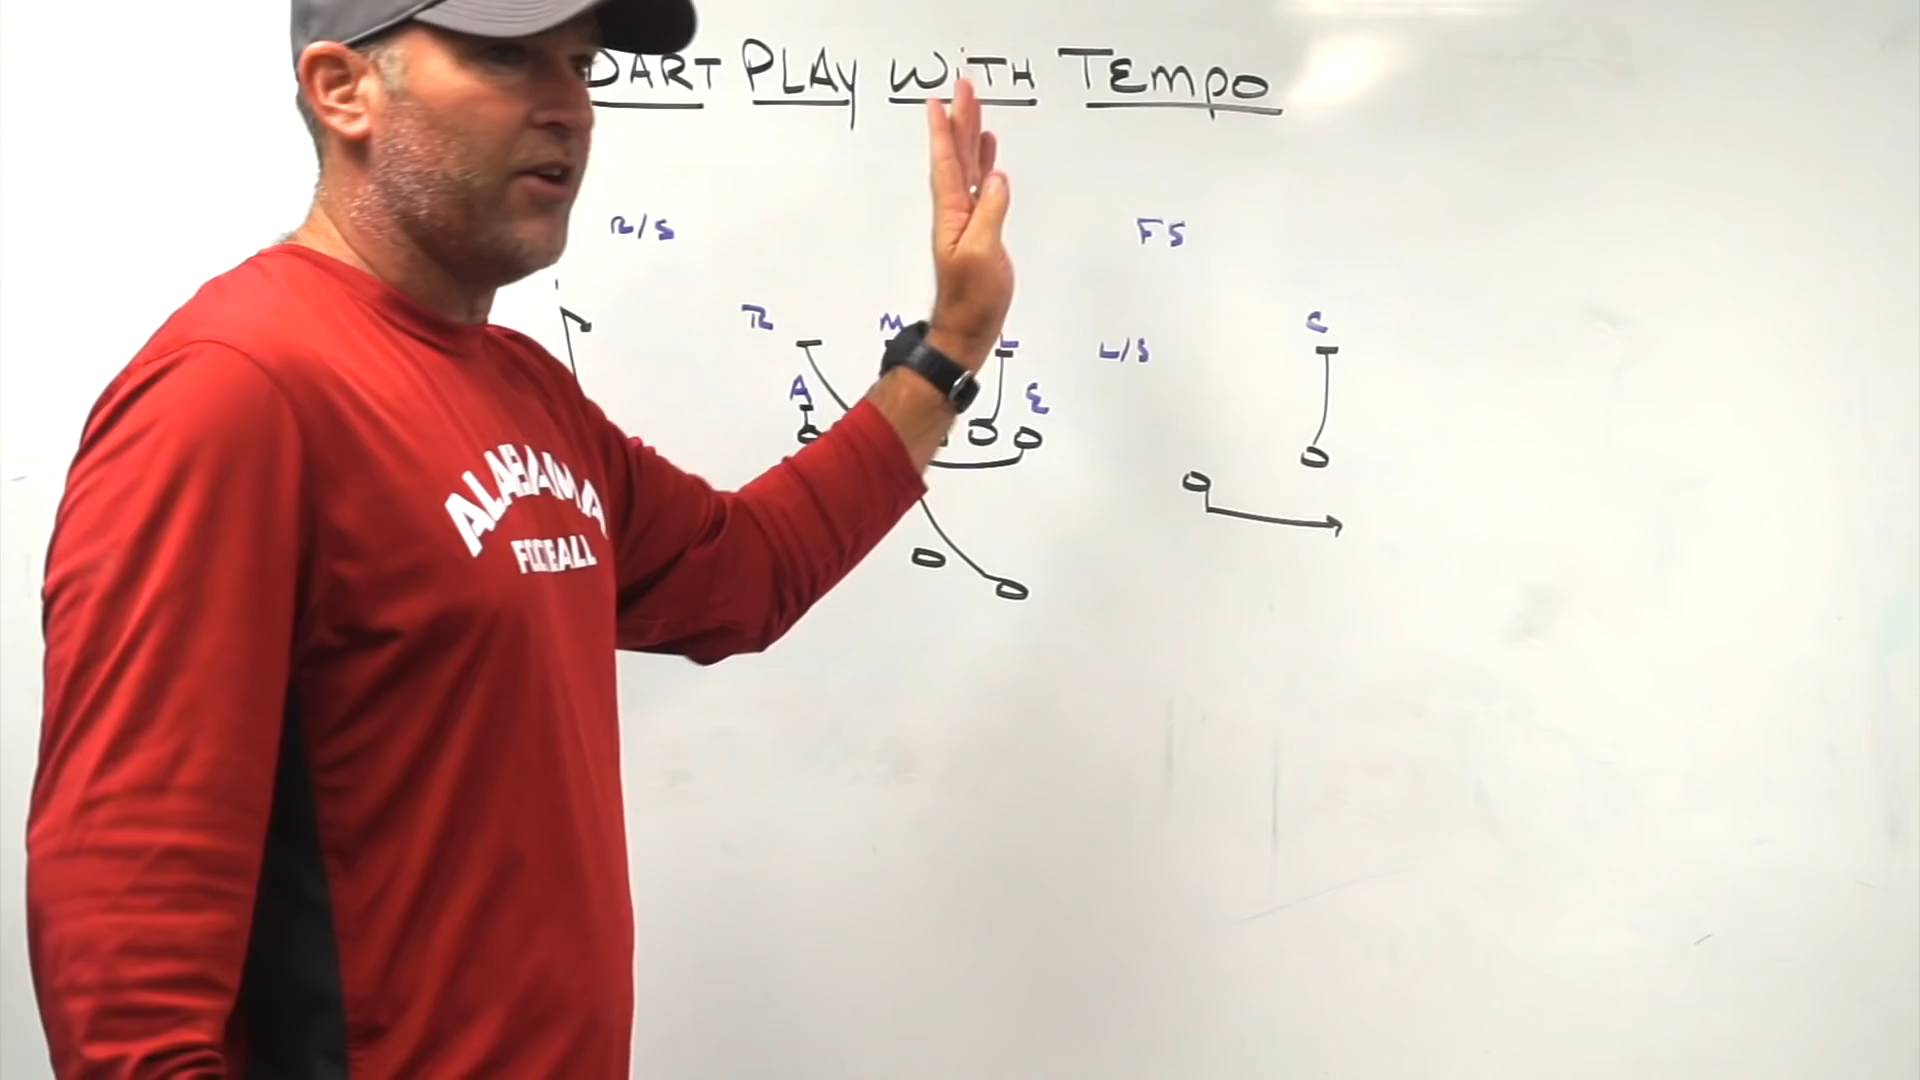 DART PLAY WITH TEMPO
R/S FS
R M L C
L/S
A E
ALABAMA
FOOTBALL